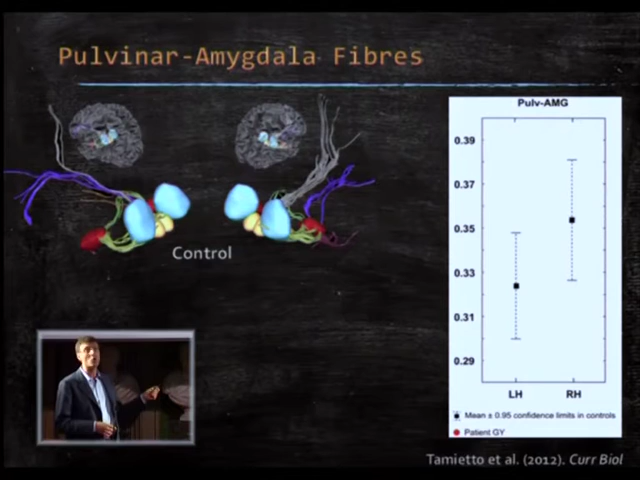 Pulvinar-Amygdala Fibres
Pulv-AMG
0.39
0.37
0.35
0.33
0.31
0.29
LH RH
Mean ± 0.95 confidence limits in controls
Patient GY
Control
Tamietto et al. (2012). Curr Biol